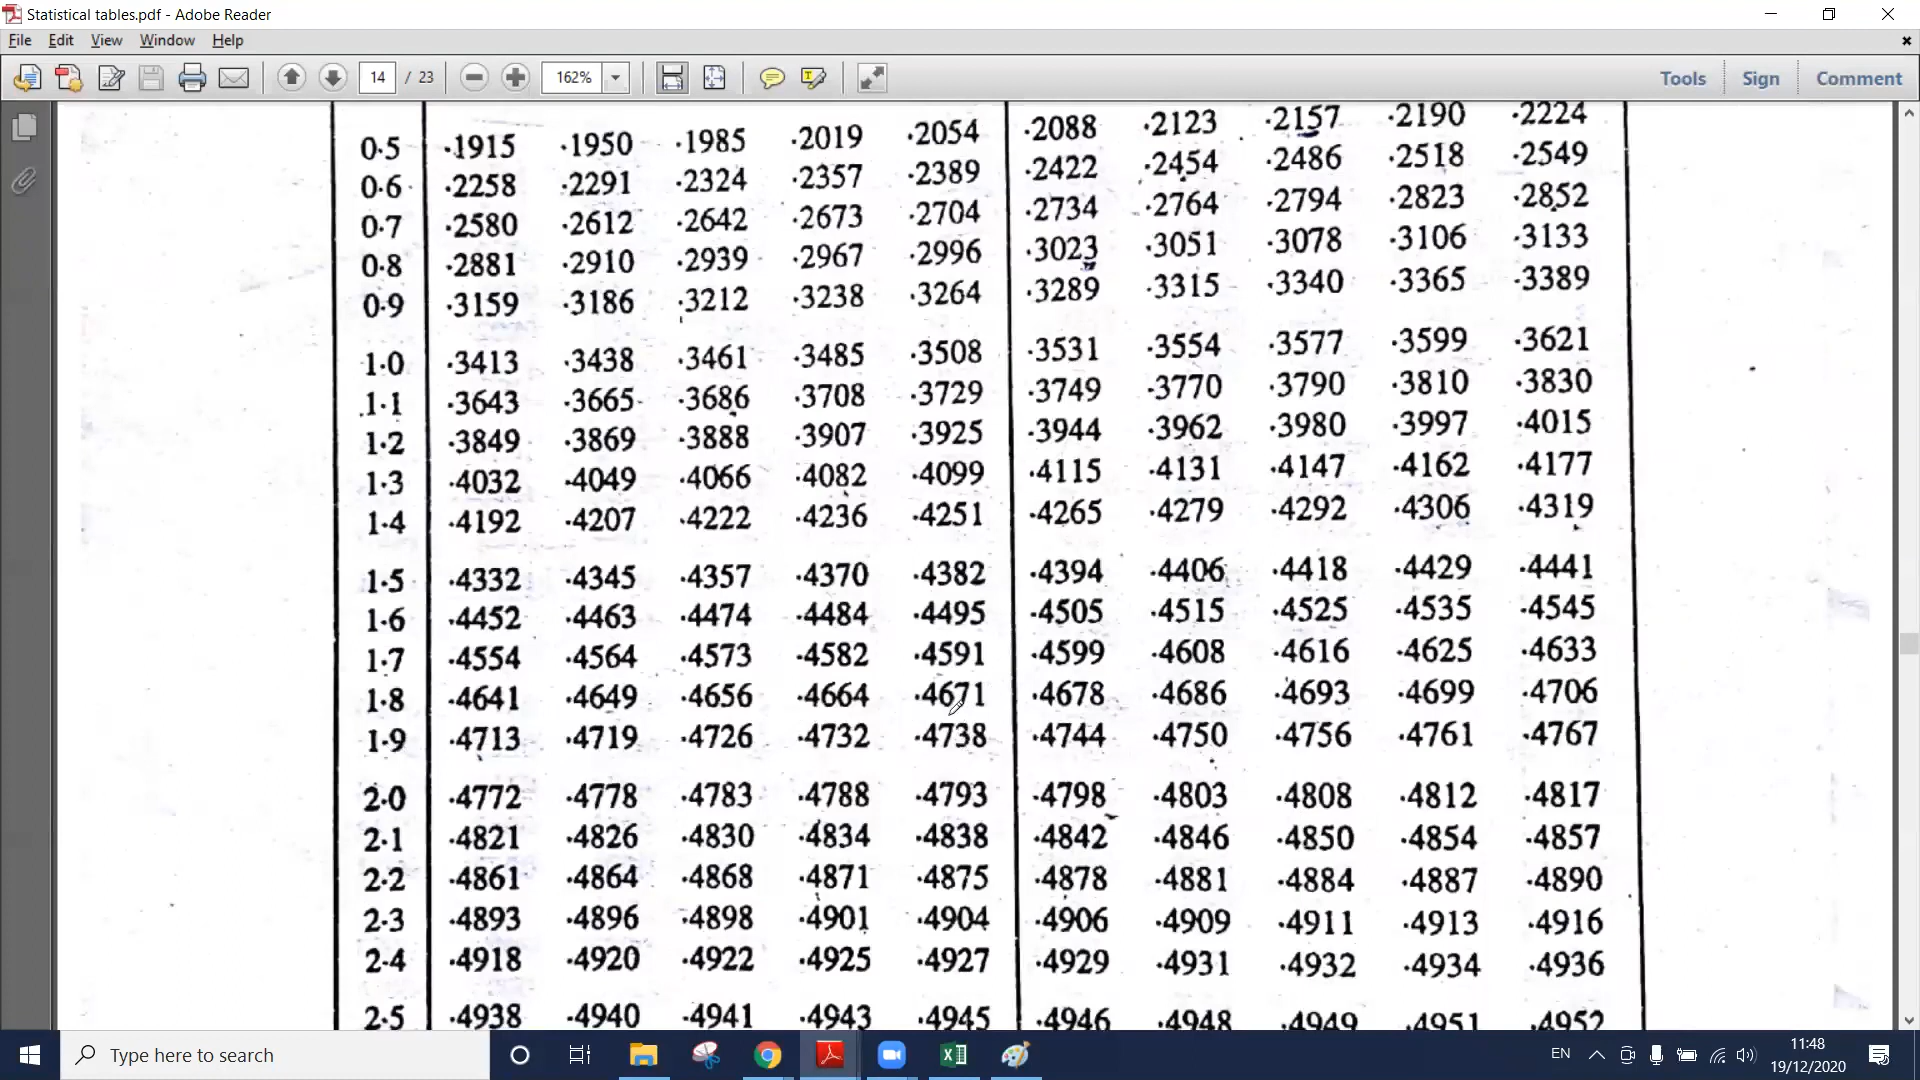 Statistical tables.pdf - Adobe Reader
File Edit View Window Help
14 / 23 162% Tools Sign Comment
0·5 ·1915 ·1950 ·1985 ·2019 ·2054 ·2088 ·2123 ·2157 ·2190 ·2224
0·6 ·2258 ·2291 ·2324 ·2357 ·2389 ·2422 ·2454 ·2486 ·2518 ·2549
0·7 ·2580 ·2612 ·2642 ·2673 ·2704 ·2734 ·2764 ·2794 ·2823 ·2852
0·8 ·2881 ·2910 ·2939 ·2967 ·2996 ·3023 ·3051 ·3078 ·3106 ·3133
0·9 ·3159 ·3186 ·3212 ·3238 ·3264 ·3289 ·3315 ·3340 ·3365 ·3389
1·0 ·3413 ·3438 ·3461 ·3485 ·3508 ·3531 ·3554 ·3577 ·3599 ·3621
1·1 ·3643 ·3665 ·3686 ·3708 ·3729 ·3749 ·3770 ·3790 ·3810 ·3830
1·2 ·3849 ·3869 ·3888 ·3907 ·3925 ·3944 ·3962 ·3980 ·3997 ·4015
1·3 ·4032 ·4049 ·4066 ·4082 ·4099 ·4115 ·4131 ·4147 ·4162 ·4177
1·4 ·4192 ·4207 ·4222 ·4236 ·4251 ·4265 ·4279 ·4292 ·4306 ·4319
1·5 ·4332 ·4345 ·4357 ·4370 ·4382 ·4394 ·4406 ·4418 ·4429 ·4441
1·6 ·4452 ·4463 ·4474 ·4484 ·4495 ·4505 ·4515 ·4525 ·4535 ·4545
1·7 ·4554 ·4564 ·4573 ·4582 ·4591 ·4599 ·4608 ·4616 ·4625 ·4633
1·8 ·4641 ·4649 ·4656 ·4664 ·4671 ·4678 ·4686 ·4693 ·4699 ·4706
1·9 ·4713 ·4719 ·4726 ·4732 ·4738 ·4744 ·4750 ·4756 ·4761 ·4767
2·0 ·4772 ·4778 ·4783 ·4788 ·4793 ·4798 ·4803 ·4808 ·4812 ·4817
2·1 ·4821 ·4826 ·4830 ·4834 ·4838 ·4842 ·4846 ·4850 ·4854 ·4857
2·2 ·4861 ·4864 ·4868 ·4871 ·4875 ·4878 ·4881 ·4884 ·4887 ·4890
2·3 ·4893 ·4896 ·4898 ·4901 ·4904 ·4906 ·4909 ·4911 ·4913 ·4916
2·4 ·4918 ·4920 ·4922 ·4925 ·4927 ·4929 ·4931 ·4932 ·4934 ·4936
2·5 ·4938 ·4940 ·4941 ·4943 ·4945 ·4946 ·4948 ·4949 ·4951 ·4952
Type here to search EN 11:48
19/12/2020